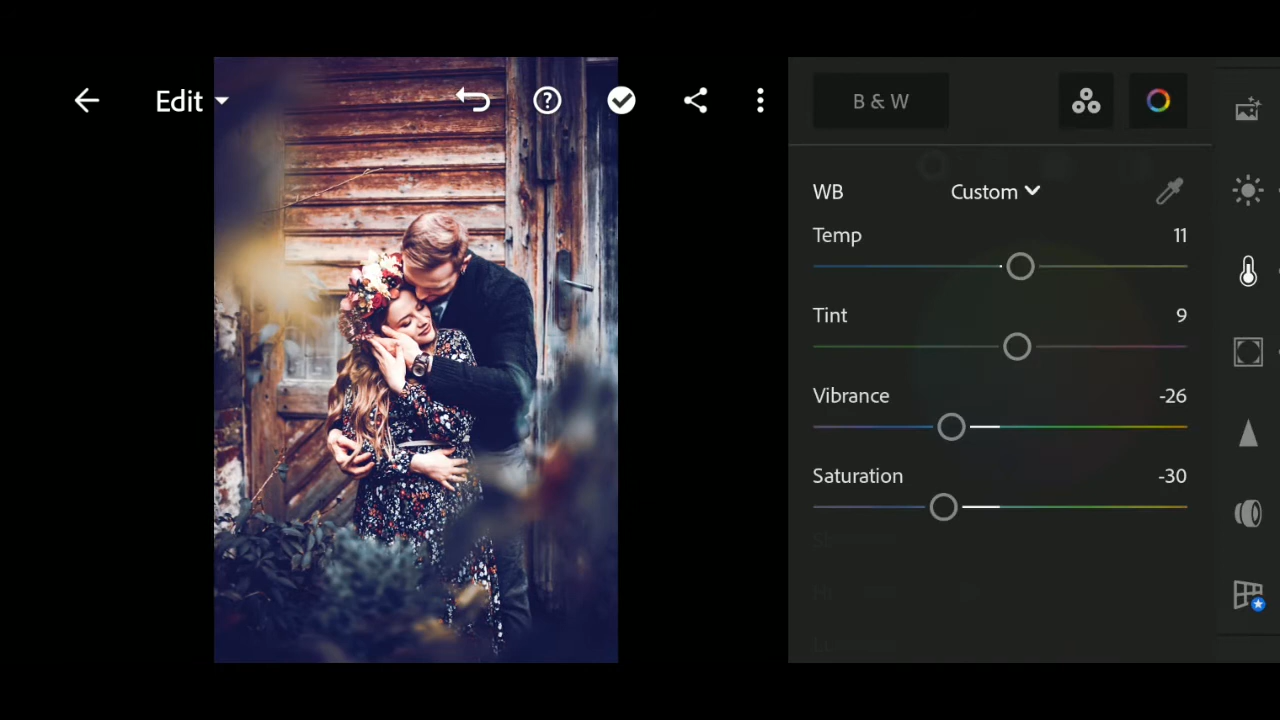 Edit
B & W
WB Custom
Temp 11
Tint 9
Vibrance -26
Saturation -30